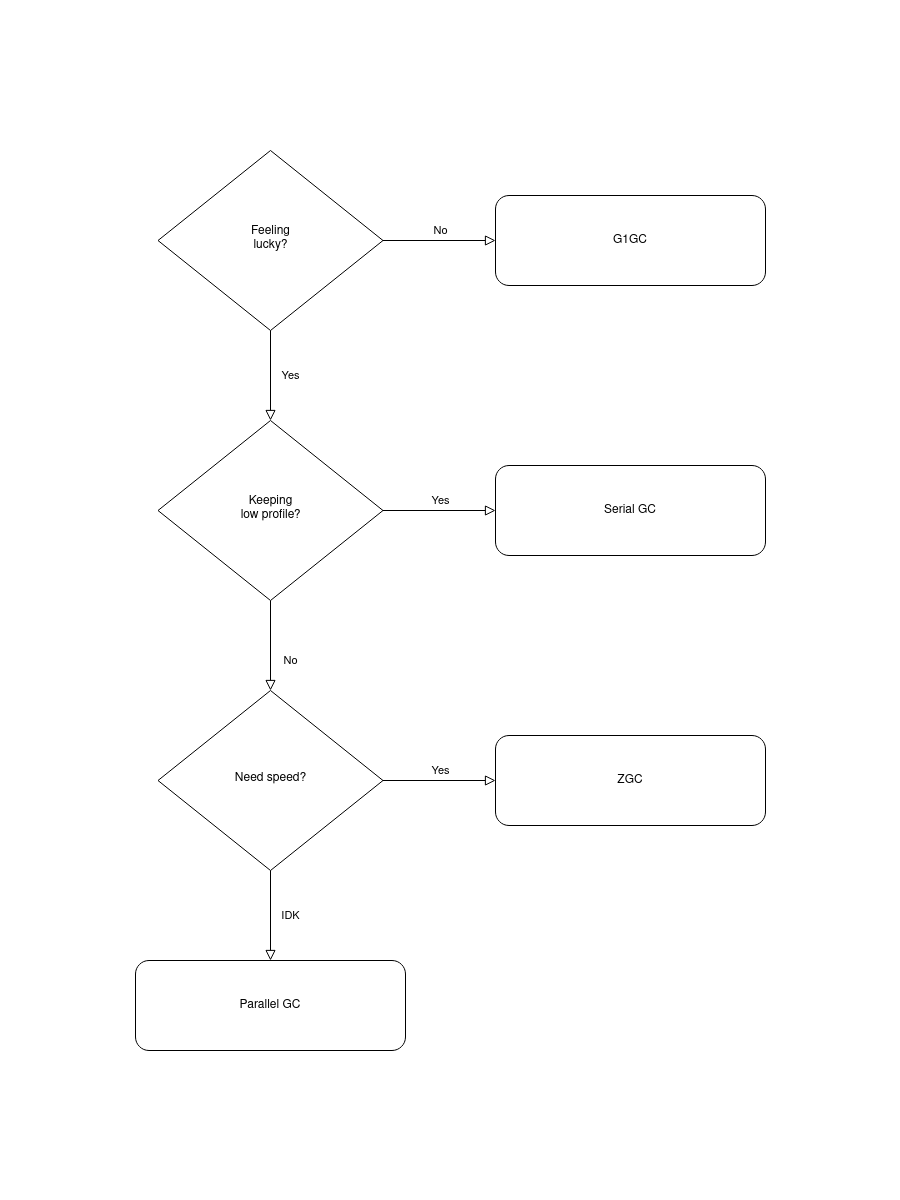 Feeling
lucky?
No
G1GC
Yes
Keeping
low profile?
Yes
Serial GC
No
Need speed?
Yes
ZGC
IDK
Parallel GC